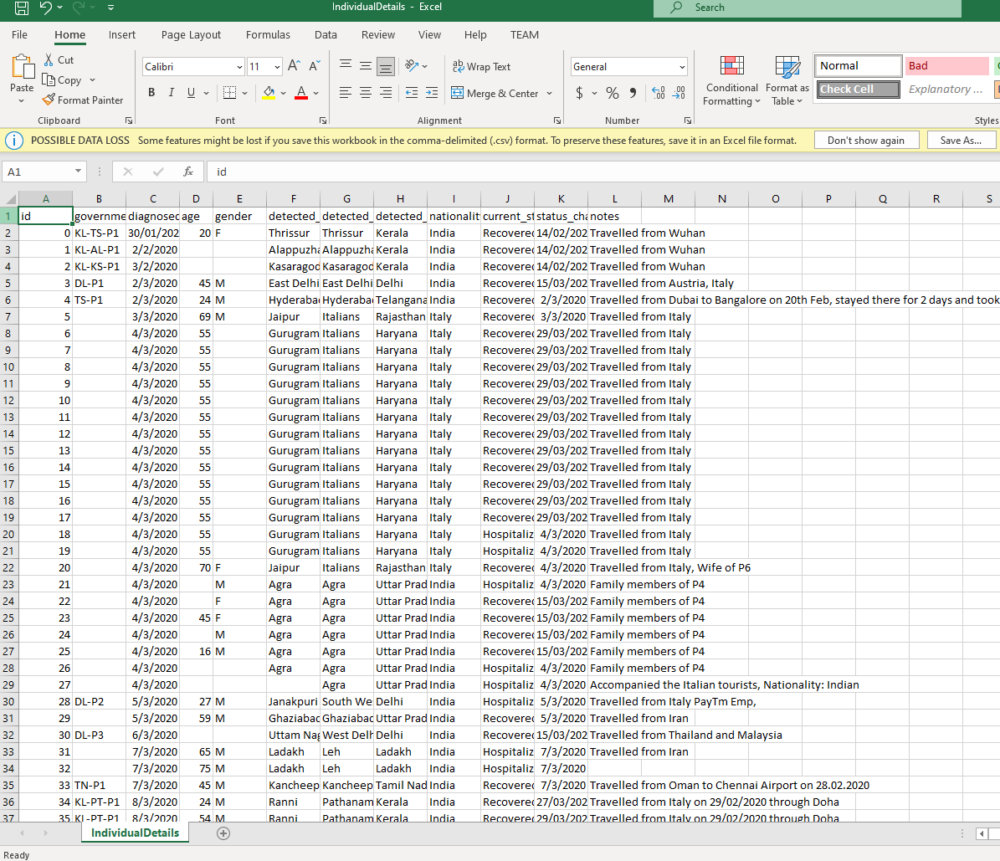 IndividualDetails - Excel
Search
File Home Insert Page Layout Formulas Data Review View Help TEAM
Paste
Cut
Copy
Format Painter
Calibri 11
B I U
Wrap Text
Merge & Center
General
$ % 9
Conditional Formatting
Format as Table
Normal Bad
Check Cell Explanatory ...
Clipboard Font Alignment Number Styles
POSSIBLE DATA LOSS Some features might be lost if you save this workbook in the comma-delimited (.csv) format. To preserve these features, save it in an Excel file format. Don't show again Save As...
A1 fx id
A B C D E F G H I J K L M N O P Q R S
1 id governme diagnosed age gender detected_ detected_ detected_ nationalit current_st status_cha notes
2 0 KL-TS-P1 30/01/202 20 F Thrissur Thrissur Kerala India Recovered 14/02/202 Travelled from Wuhan
3 1 KL-AL-P1 2/2/2020 Alappuzha Alappuzha Kerala India Recovered 14/02/202 Travelled from Wuhan
4 2 KL-KS-P1 3/2/2020 Kasaragod Kasaragod Kerala India Recovered 14/02/202 Travelled from Wuhan
5 3 DL-P1 2/3/2020 45 M East Delhi East Delhi Delhi India Recovered 15/03/202 Travelled from Austria, Italy
6 4 TS-P1 2/3/2020 24 M Hyderabad Hyderabad Telangana India Recovered 2/3/2020 Travelled from Dubai to Bangalore on 20th Feb, stayed there for 2 days and took
7 5 3/3/2020 69 M Jaipur Italians Rajasthan Italy Recovered 3/3/2020 Travelled from Italy
8 6 4/3/2020 55 Gurugram Italians Haryana Italy Recovered 29/03/202 Travelled from Italy
9 7 4/3/2020 55 Gurugram Italians Haryana Italy Recovered 29/03/202 Travelled from Italy
10 8 4/3/2020 55 Gurugram Italians Haryana Italy Recovered 29/03/202 Travelled from Italy
11 9 4/3/2020 55 Gurugram Italians Haryana Italy Recovered 29/03/202 Travelled from Italy
12 10 4/3/2020 55 Gurugram Italians Haryana Italy Recovered 29/03/202 Travelled from Italy
13 11 4/3/2020 55 Gurugram Italians Haryana Italy Recovered 29/03/202 Travelled from Italy
14 12 4/3/2020 55 Gurugram Italians Haryana Italy Recovered 29/03/202 Travelled from Italy
15 13 4/3/2020 55 Gurugram Italians Haryana Italy Recovered 29/03/202 Travelled from Italy
16 14 4/3/2020 55 Gurugram Italians Haryana Italy Recovered 29/03/202 Travelled from Italy
17 15 4/3/2020 55 Gurugram Italians Haryana Italy Recovered 29/03/202 Travelled from Italy
18 16 4/3/2020 55 Gurugram Italians Haryana Italy Recovered 29/03/202 Travelled from Italy
19 17 4/3/2020 55 Gurugram Italians Haryana Italy Recovered 29/03/202 Travelled from Italy
20 18 4/3/2020 55 Gurugram Italians Haryana Italy Hospitaliz 4/3/2020 Travelled from Italy
21 19 4/3/2020 55 Gurugram Italians Haryana Italy Hospitaliz 4/3/2020 Travelled from Italy
22 20 4/3/2020 70 F Jaipur Italians Rajasthan Italy Recovered 4/3/2020 Travelled from Italy, Wife of P6
23 21 4/3/2020 M Agra Agra Uttar Prad India Hospitaliz 4/3/2020 Family members of P4
24 22 4/3/2020 F Agra Agra Uttar Prad India Recovered 15/03/202 Family members of P4
25 23 4/3/2020 45 F Agra Agra Uttar Prad India Recovered 15/03/202 Family members of P4
26 24 4/3/2020 M Agra Agra Uttar Prad India Recovered 15/03/202 Family members of P4
27 25 4/3/2020 16 M Agra Agra Uttar Prad India Recovered 15/03/202 Family members of P4
28 26 4/3/2020 Agra Agra Uttar Prad India Hospitaliz 4/3/2020 Family members of P4
29 27 4/3/2020 Agra Uttar Prad India Hospitaliz 4/3/2020 Accompanied the Italian tourists, Nationality: Indian
30 28 DL-P2 5/3/2020 27 M Janakpuri South We Delhi India Hospitaliz 5/3/2020 Travelled from Italy PayTm Emp,
31 29 5/3/2020 59 M Ghaziabad Ghaziabad Uttar Prad India Recovered 5/3/2020 Travelled from Iran
32 30 DL-P3 6/3/2020 Uttam Nag West Delh Delhi India Recovered 15/03/202 Travelled from Thailand and Malaysia
33 31 7/3/2020 65 M Ladakh Leh Ladakh India Hospitaliz 7/3/2020 Travelled from Iran
34 32 7/3/2020 75 M Ladakh Leh Ladakh India Hospitaliz 7/3/2020
35 33 TN-P1 7/3/2020 45 M Kancheep Kancheep Tamil Nad India Recovered 7/3/2020 Travelled from Oman to Chennai Airport on 28.02.2020
36 34 KL-PT-P1 8/3/2020 24 M Ranni Pathanam Kerala India Recovered 27/03/202 Travelled from Italy on 29/02/2020 through Doha
37 35 KL-PT-P1 8/3/2020 54 M Ranni Pathanam Kerala India Recovered 29/03/202 Travelled from Italy on 29/02/2020 through Doha
IndividualDetails
Ready